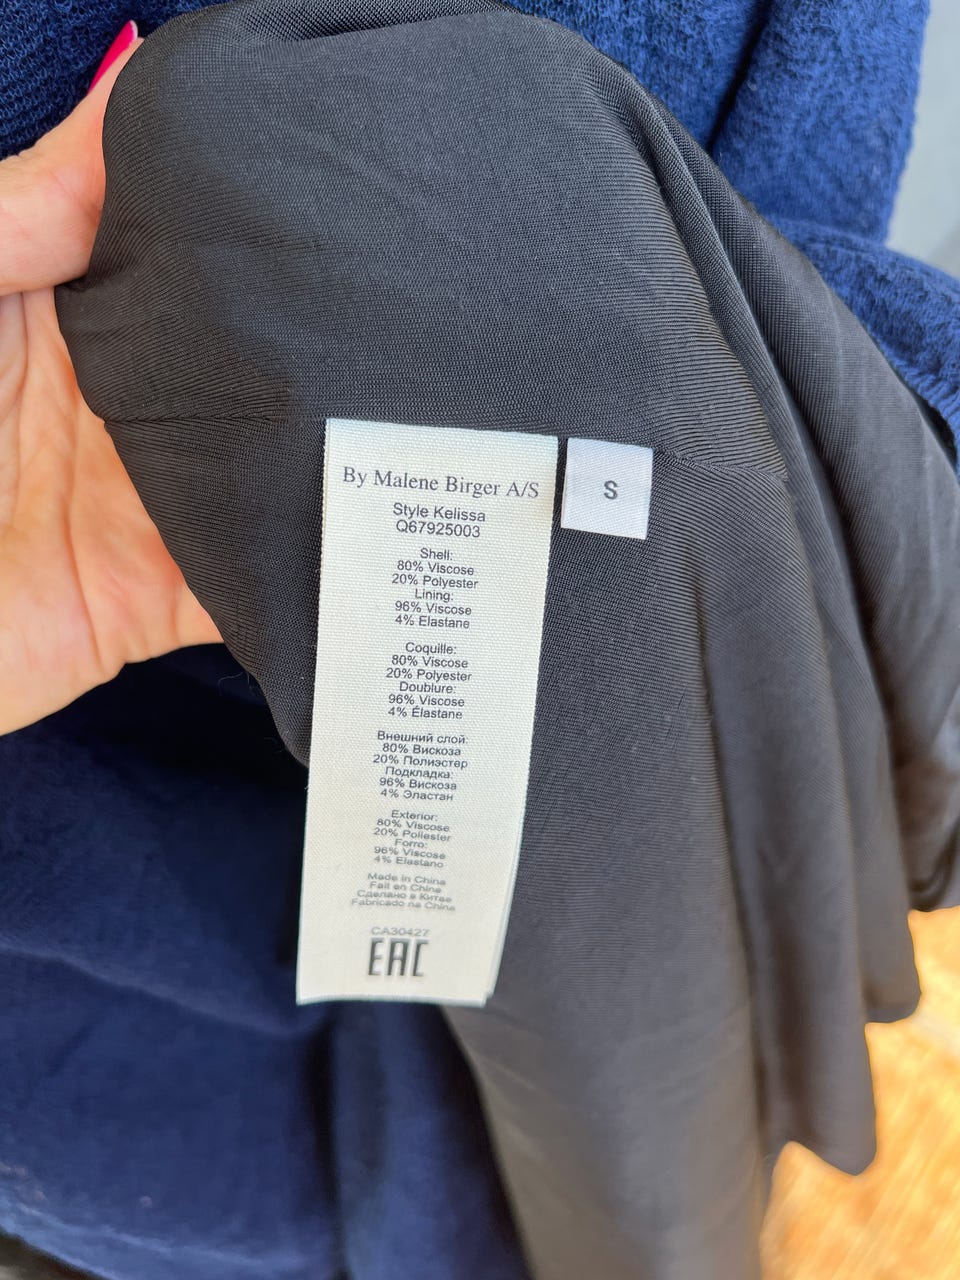 By Malene Birger A/S
S
Style Kelissa
Q67925003
Shell:
80% Viscose
20% Polyester
Lining:
96% Viscose
4% Elastane
Coquille:
80% Viscose
20% Polyester
Doublure:
96% Viscose
4% Élastane
Внешний слой:
80% Вискоза
20% Полиэстер
Подкладка:
96% Вискоза
4% Эластан
Exterior:
80% Viscose
20% Poliester
Forro:
96% Viscose
4% Elastano
Made in China
Fait en Chine
Сделано в Китае
Fabricado na China
CA30427
EAC